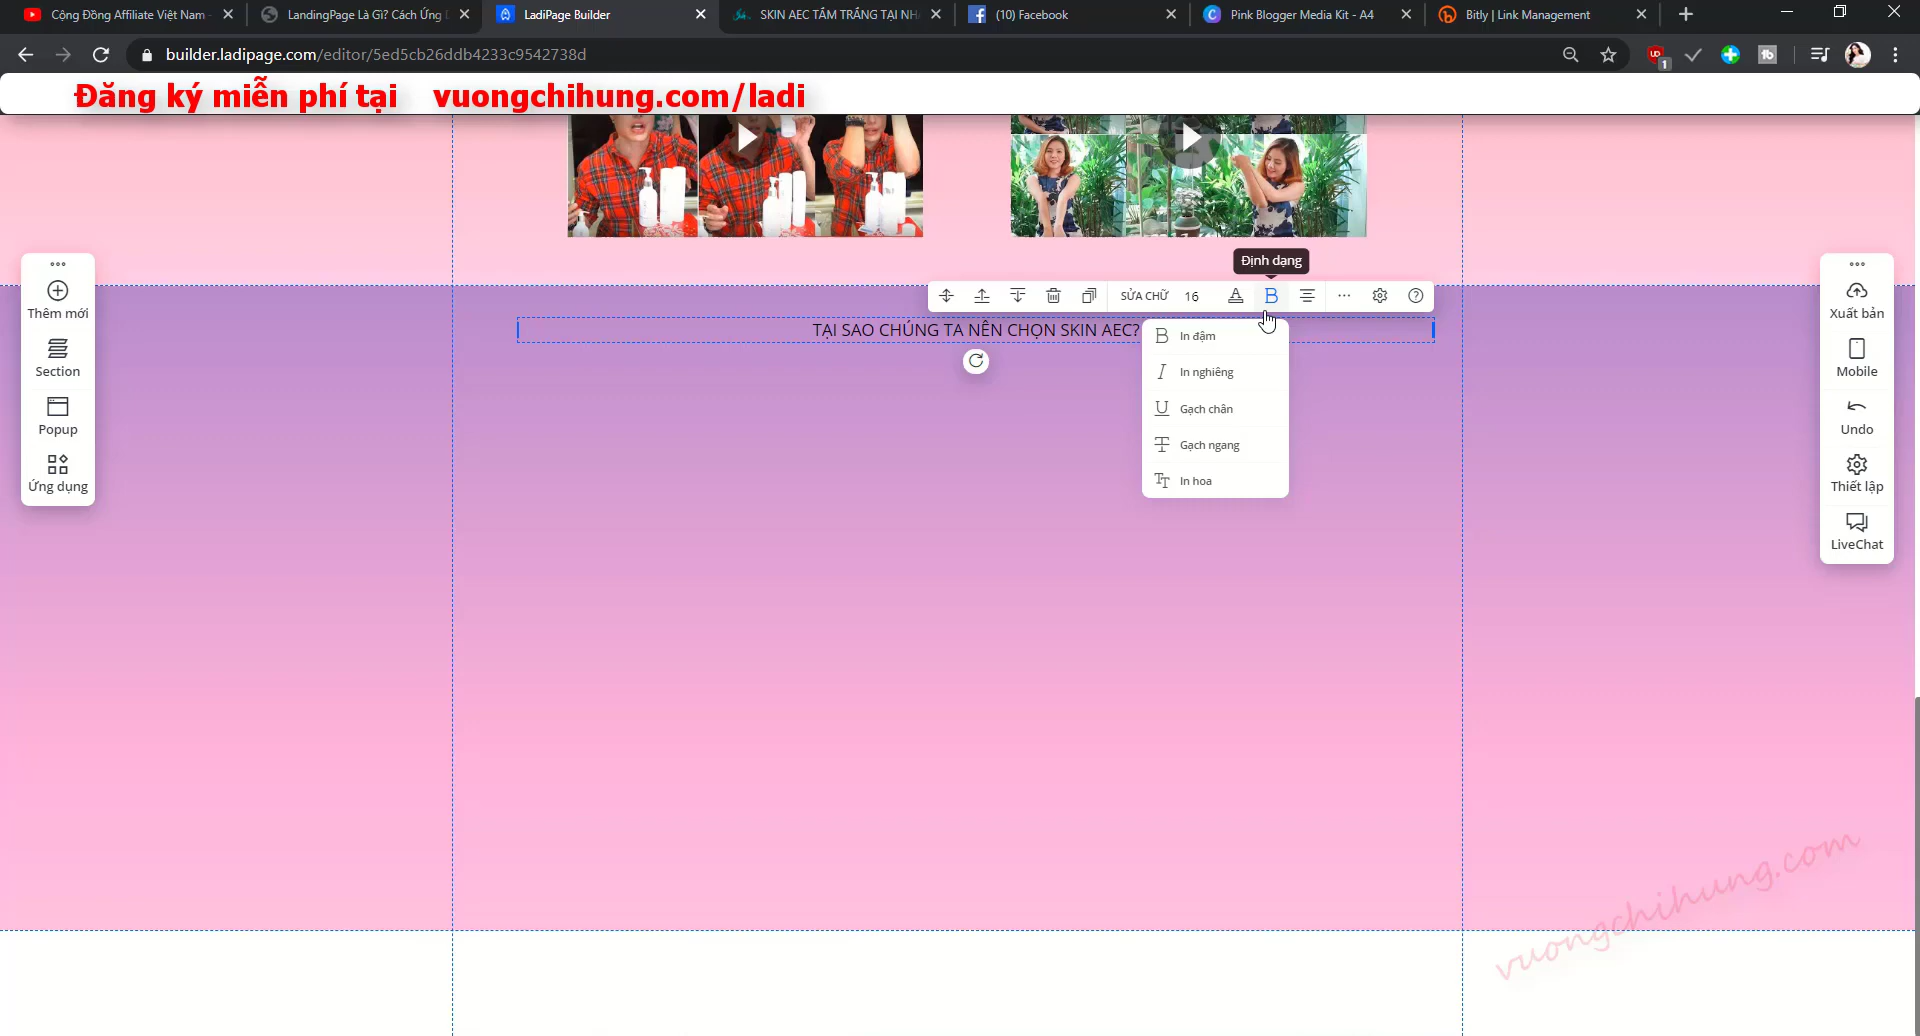 Cộng Đồng Affiliate Việt Nam -
LandingPage Là Gì? Cách Ứng D
LadiPage Builder
SKIN AEC TẮM TRẮNG TẠI NHÀ
(10) Facebook
Pink Blogger Media Kit - A4
Bitly | Link Management
builder.ladipage.com/editor/5ed5cb26ddb4233c9542738d
1
Đăng ký miễn phí tại vuongchihung.com/ladi
Định dạng
SỬA CHỮ 16
TẠI SAO CHÚNG TA NÊN CHỌN SKIN AEC?
In đậm
In nghiêng
Gạch chân
Gạch ngang
In hoa
Thêm mới
Section
Popup
Ứng dụng
Xuất bản
Mobile
Undo
Thiết lập
LiveChat
vuongchihung.com